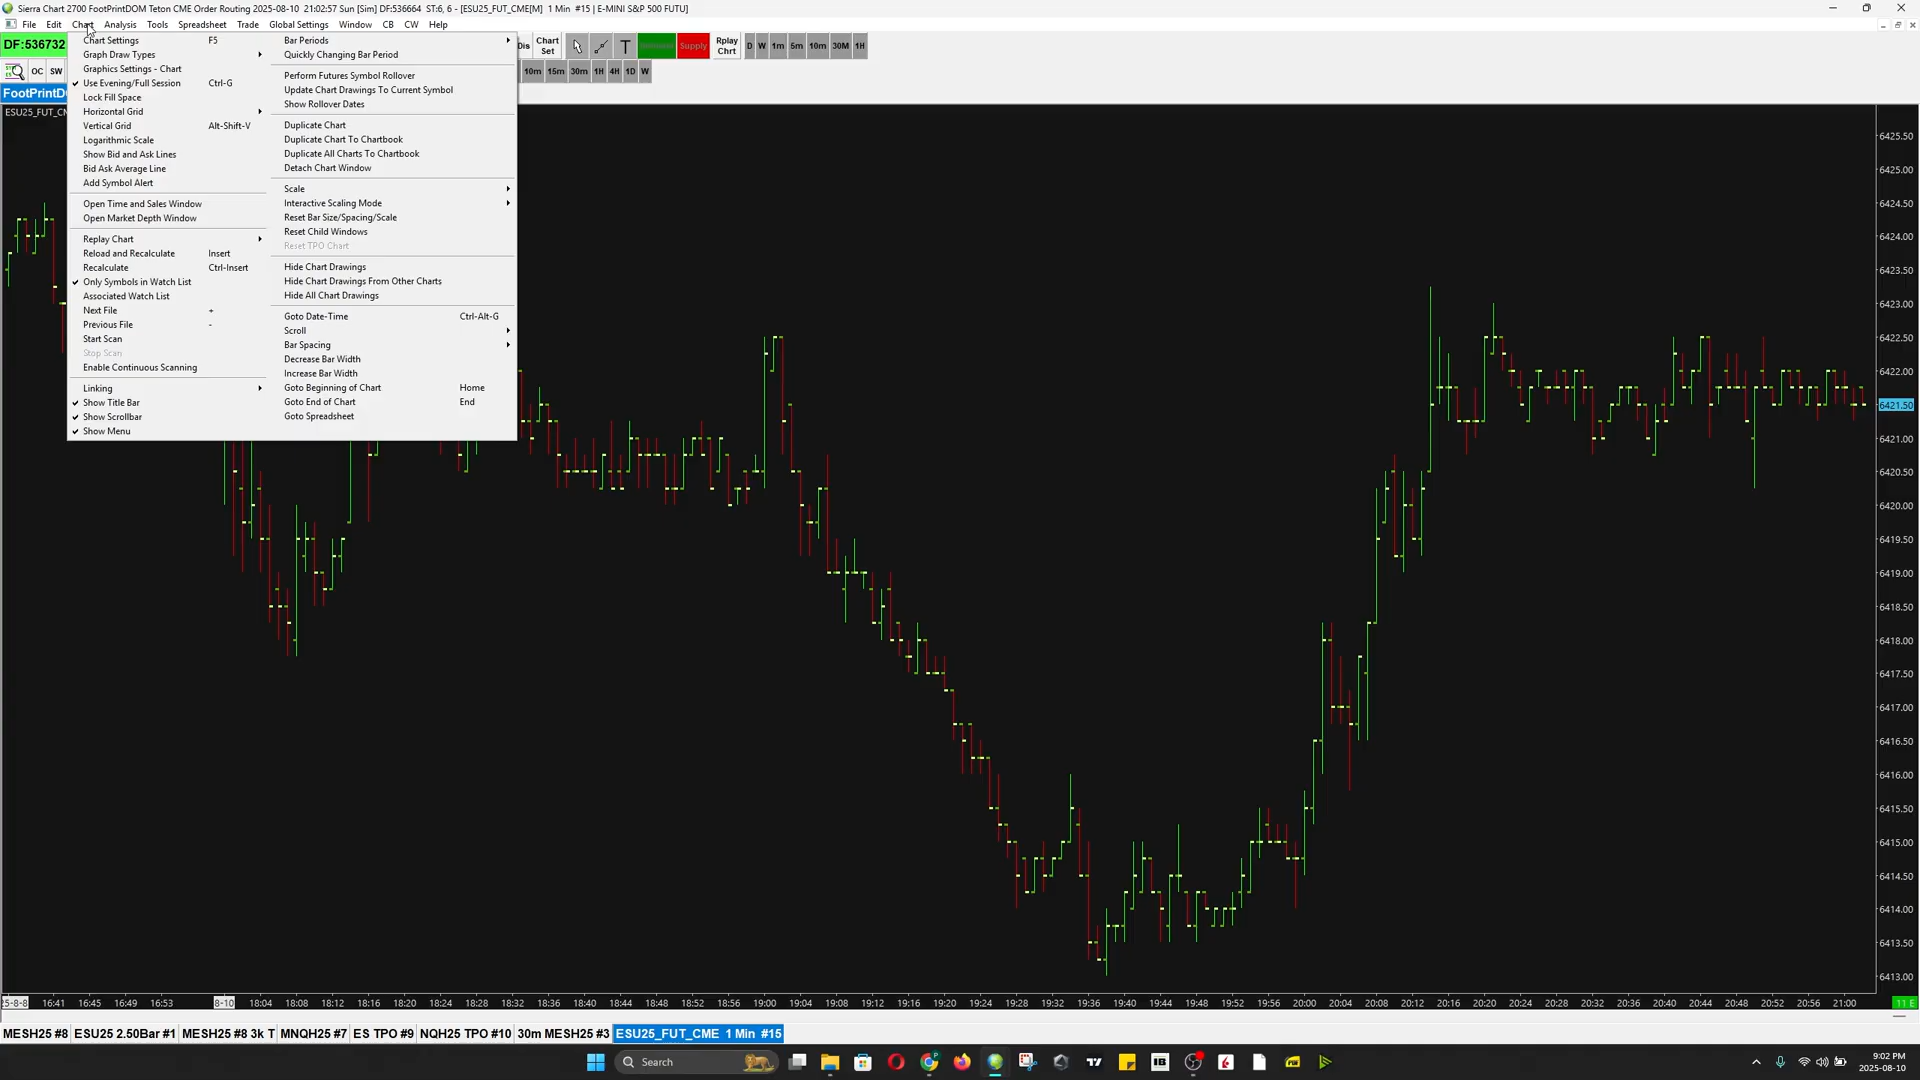 Sierra Chart 2700 FootPrintDOM Teton CME Order Routing 2025-08-10 21:02:57 Sun [Sim] DF:536664 ST:6, 6 - [ESU25_FUT_CME[M] 1 Min #15 | E-MINI S&P 500 FUTU]
File Edit Chart Analysis Tools Spreadsheet Trade Global Settings Window CB CW Help
DF:536732
Dis Chart Set T Supply Rplay Chrt D W 1m 5m 10m 30M 1H
OC SW 10m 15m 30m 1H 4H 1D W
FootPrintD
ESU25_FUT_CM
Chart Settings F5
Graph Draw Types
Graphics Settings - Chart
Use Evening/Full Session Ctrl-G
Lock Fill Space
Horizontal Grid
Vertical Grid Alt-Shift-V
Logarithmic Scale
Show Bid and Ask Lines
Bid Ask Average Line
Add Symbol Alert
Open Time and Sales Window
Open Market Depth Window
Replay Chart
Reload and Recalculate Insert
Recalculate Ctrl-Insert
Only Symbols in Watch List
Associated Watch List
Next File +
Previous File -
Start Scan
Stop Scan
Enable Continuous Scanning
Linking
Show Title Bar
Show Scrollbar
Show Menu
Bar Periods
Quickly Changing Bar Period
Perform Futures Symbol Rollover
Update Chart Drawings To Current Symbol
Show Rollover Dates
Duplicate Chart
Duplicate Chart To Chartbook
Duplicate All Charts To Chartbook
Detach Chart Window
Scale
Interactive Scaling Mode
Reset Bar Size/Spacing/Scale
Reset Child Windows
Reset TPO Chart
Hide Chart Drawings
Hide Chart Drawings From Other Charts
Hide All Chart Drawings
Goto Date-Time Ctrl-Alt-G
Scroll
Bar Spacing
Decrease Bar Width
Increase Bar Width
Goto Beginning of Chart Home
Goto End of Chart End
Goto Spreadsheet
6425.50
6425.00
6424.50
6424.00
6423.50
6423.00
6422.50
6422.00
6421.50
6421.00
6420.50
6420.00
6419.50
6419.00
6418.50
6418.00
6417.50
6417.00
6416.50
6416.00
6415.50
6415.00
6414.50
6414.00
6413.50
6413.00
25-8-8 16:41 16:45 16:49 16:53 8-10 18:04 18:08 18:12 18:16 18:20 18:24 18:28 18:32 18:36 18:40 18:44 18:48 18:52 18:56 19:00 19:04 19:08 19:12 19:16 19:20 19:24 19:28 19:32 19:36 19:40 19:44 19:48 19:52 19:56 20:00 20:04 20:08 20:12 20:16 20:20 20:24 20:28 20:32 20:36 20:40 20:44 20:48 20:52 20:56 21:00 11 E
MESH25 #8 ESU25 2.50Bar #1 MESH25 #8 3k T MNQH25 #7 ES TPO #9 NQH25 TPO #10 30m MESH25 #3 ESU25_FUT_CME 1 Min #15
Search
9:02 PM
2025-08-10